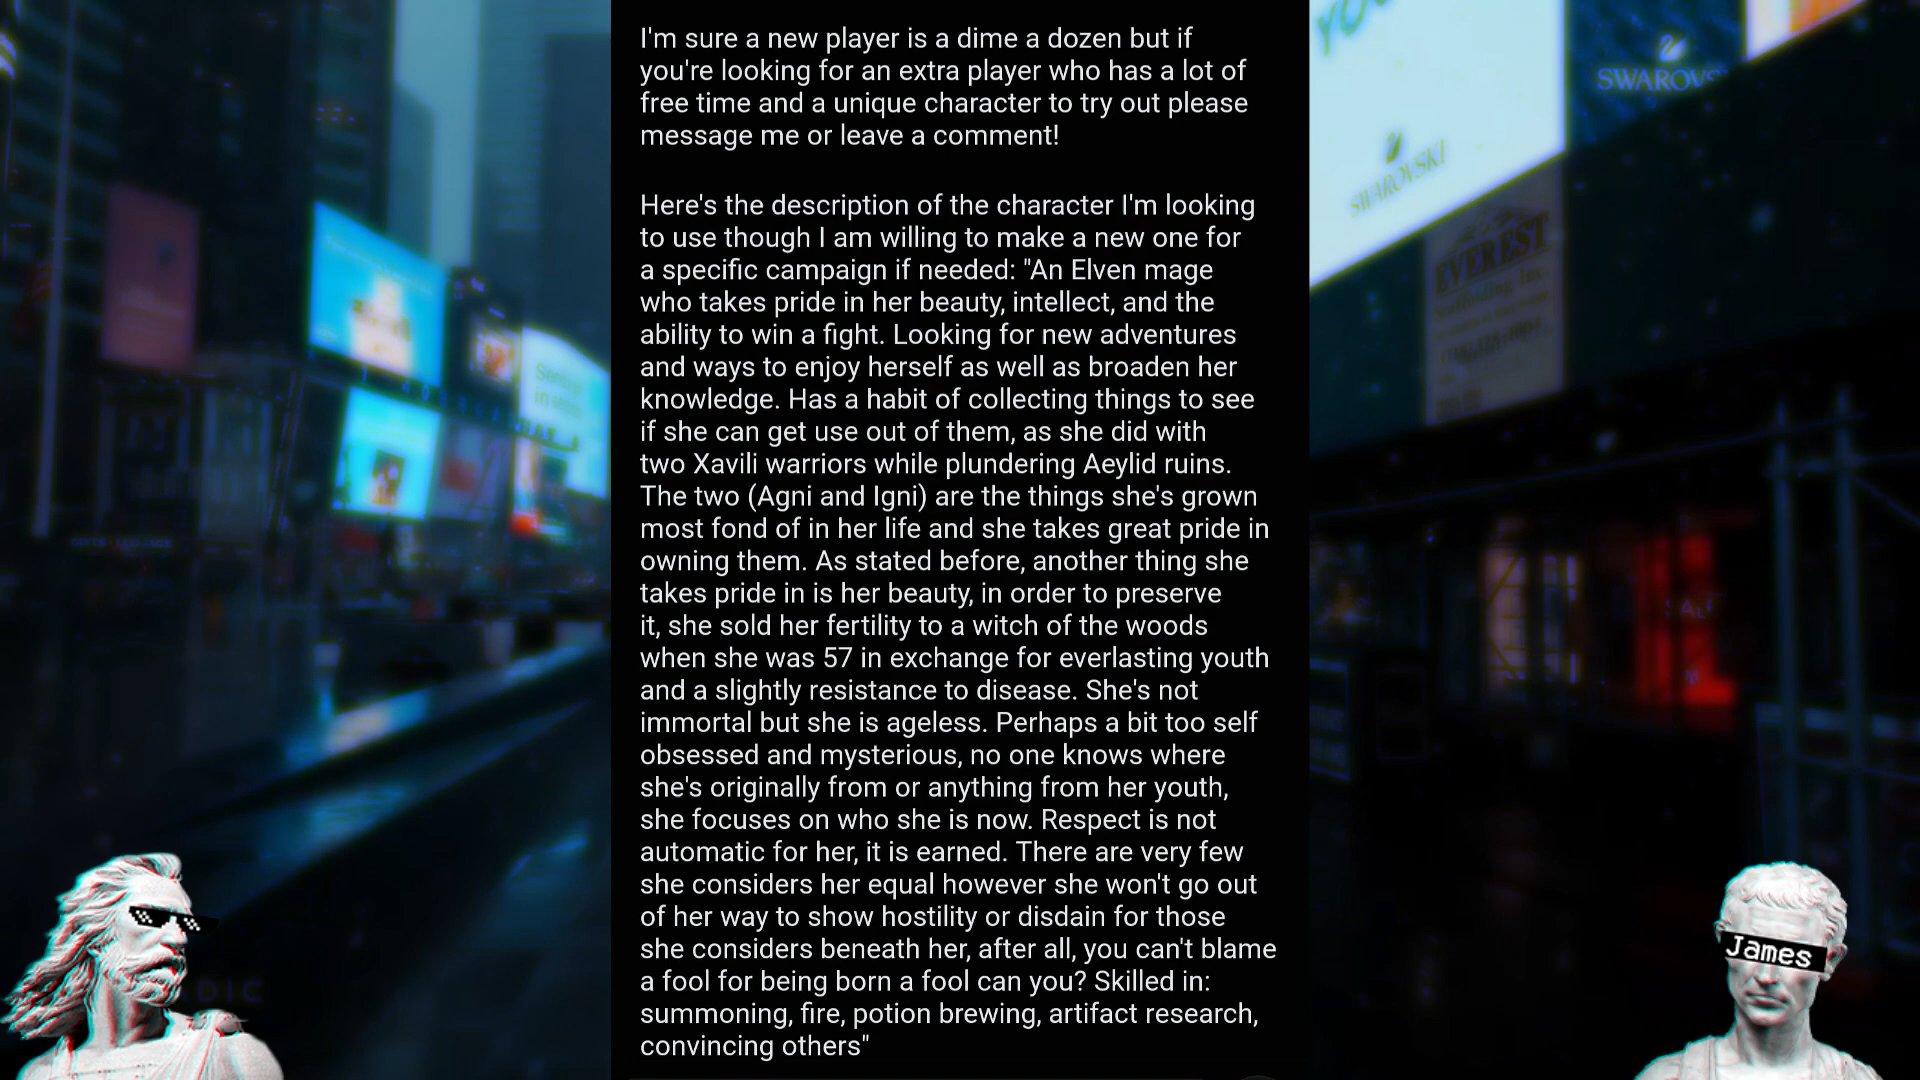 I'm sure a new player is a dime a dozen but if
you're looking for an extra player who has a lot of
free time and a unique character to try out please
message me or leave a comment!
Here's the description of the character I'm looking
to use though I am willing to make a new one for
a specific campaign if needed: "An Elven mage
who takes pride in her beauty, intellect, and the
ability to win a fight. Looking for new adventures
and ways to enjoy herself as well as broaden her
knowledge. Has a habit of collecting things to see
if she can get use out of them, as she did with
two Xavili warriors while plundering Aeylid ruins.
The two (Agni and Igni) are the things she's grown
most fond of in her life and she takes great pride in
owning them. As stated before, another thing she
takes pride in is her beauty, in order to preserve
it, she sold her fertility to a witch of the woods
when she was 57 in exchange for everlasting youth
and a slightly resistance to disease. She's not
immortal but she is ageless. Perhaps a bit too self
obsessed and mysterious, no one knows where
she's originally from or anything from her youth,
she focuses on who she is now. Respect is not
automatic for her, it is earned. There are very few
she considers her equal however she won't go out
of her way to show hostility or disdain for those
she considers beneath her, after all, you can't blame
a fool for being born a fool can you? Skilled in:
summoning, fire, potion brewing, artifact research,
convincing others"
SWAROVSKI
EVEREST
James